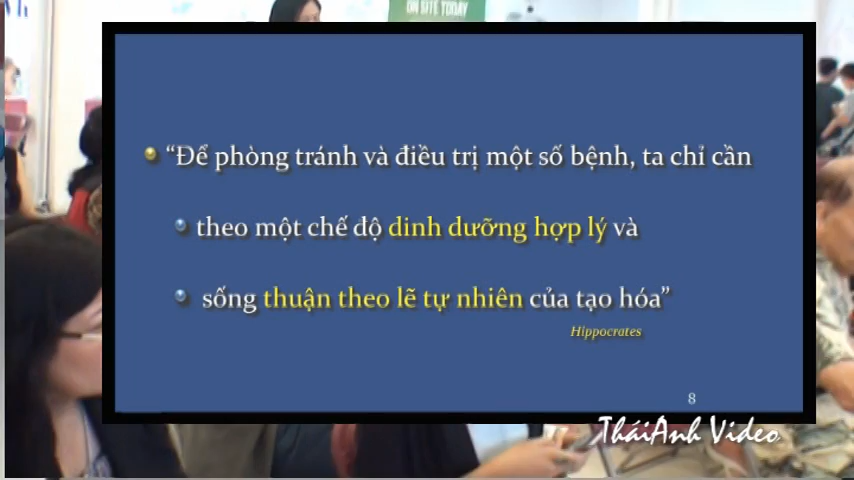 ON SITE TODAY
“Để phòng tránh và điều trị một số bệnh, ta chỉ cần
theo một chế độ dinh dưỡng hợp lý và
sống thuận theo lẽ tự nhiên của tạo hóa”
Hippocrates
8
TháiAnh Video